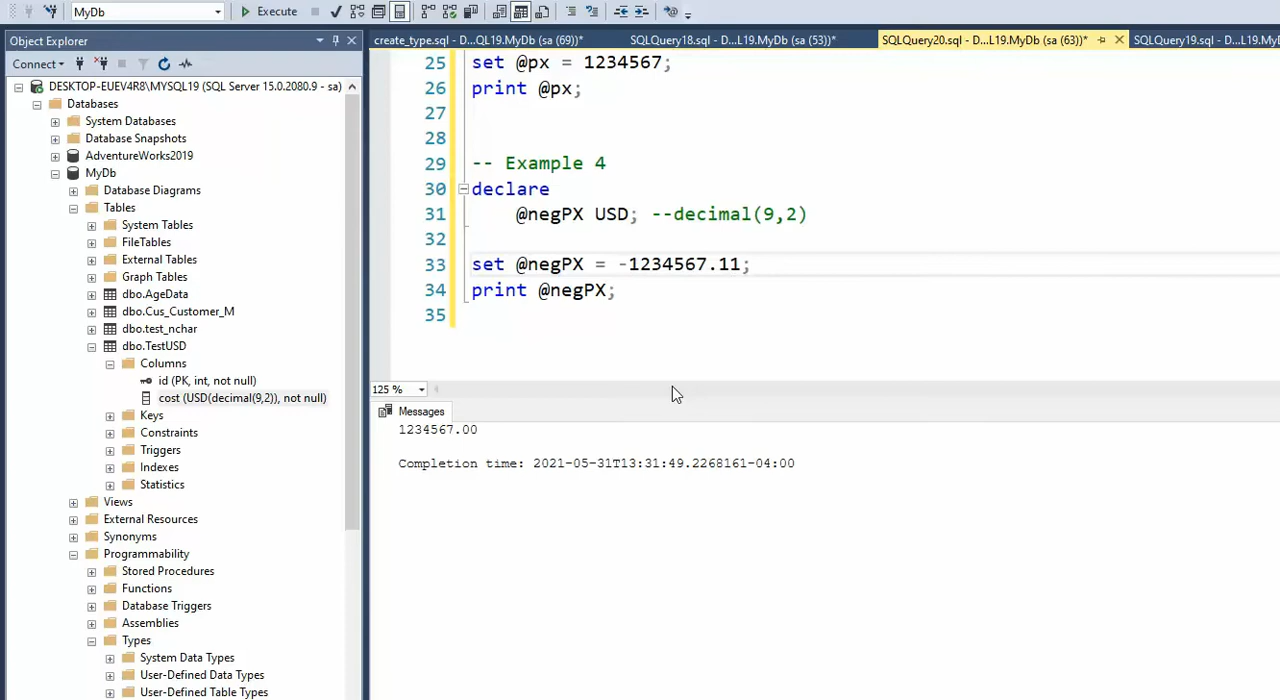 MyDb
Execute
Object Explorer
Connect
DESKTOP-EUEV4R8\MYSQL19 (SQL Server 15.0.2080.9 - sa)
Databases
System Databases
Database Snapshots
AdventureWorks2019
MyDb
Database Diagrams
Tables
System Tables
FileTables
External Tables
Graph Tables
dbo.AgeData
dbo.Cus_Customer_M
dbo.test_nchar
dbo.TestUSD
Columns
id (PK, int, not null)
cost (USD(decimal(9,2)), not null)
Keys
Constraints
Triggers
Indexes
Statistics
Views
External Resources
Synonyms
Programmability
Stored Procedures
Functions
Database Triggers
Assemblies
Types
System Data Types
User-Defined Data Types
User-Defined Table Types
create_type.sql - D...QL19.MyDb (sa (69))*
SQLQuery18.sql - D...L19.MyDb (sa (53))*
SQLQuery20.sql - D...L19.MyDb (sa (63))*
SQLQuery19.sql - D...L19.MyDb
25 set @px = 1234567;
26 print @px;
27
28
29 -- Example 4
30 declare
31 @negPX USD; --decimal(9,2)
32
33 set @negPX = -1234567.11;
34 print @negPX;
35
125 %
Messages
1234567.00
Completion time: 2021-05-31T13:31:49.2268161-04:00